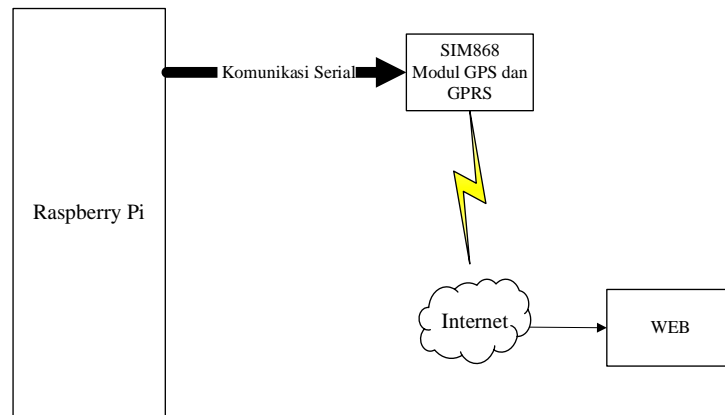 Raspberry Pi
Komunikasi Serial
SIM868
Modul GPS dan
GPRS
Internet
WEB